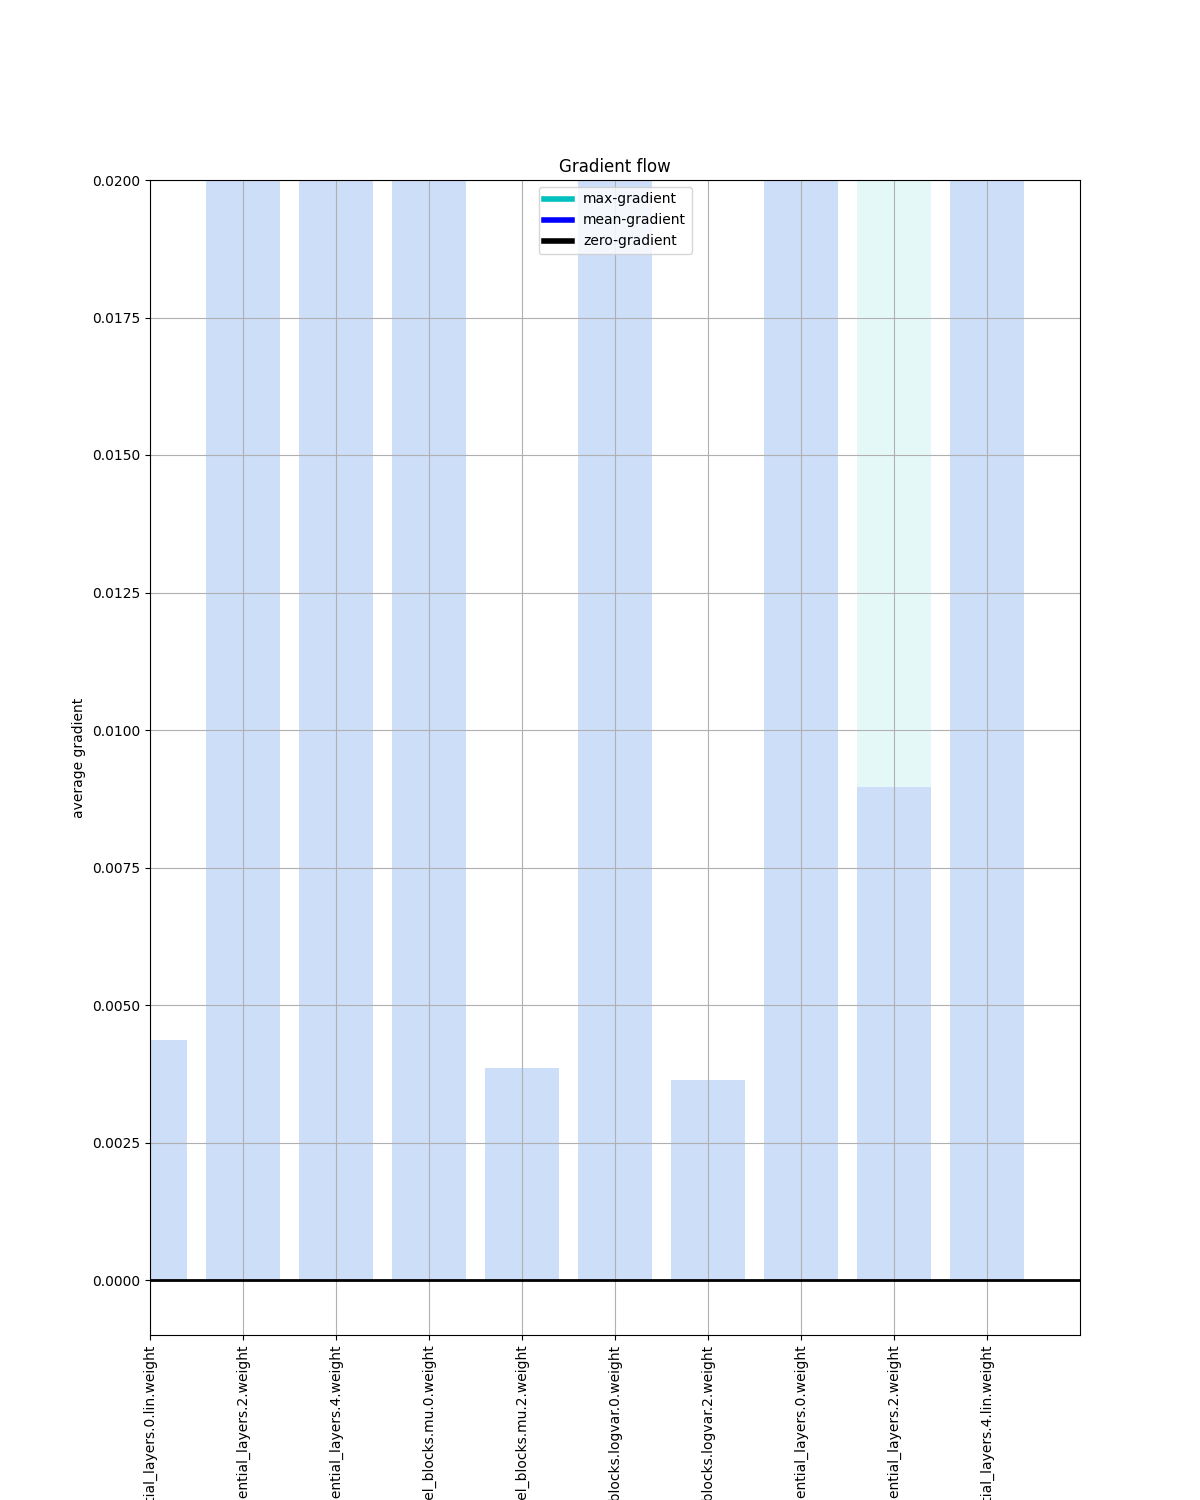 Gradient flow
max-gradient
mean-gradient
zero-gradient
0.0200
0.0175
0.0150
0.0125
0.0100
0.0075
0.0050
0.0025
0.0000
average gradient
tial_layers.0.lin.weight
ential_layers.2.weight
ential_layers.4.weight
el_blocks.mu.0.weight
el_blocks.mu.2.weight
blocks.logvar.0.weight
blocks.logvar.2.weight
ential_layers.0.weight
ential_layers.2.weight
tial_layers.4.lin.weight